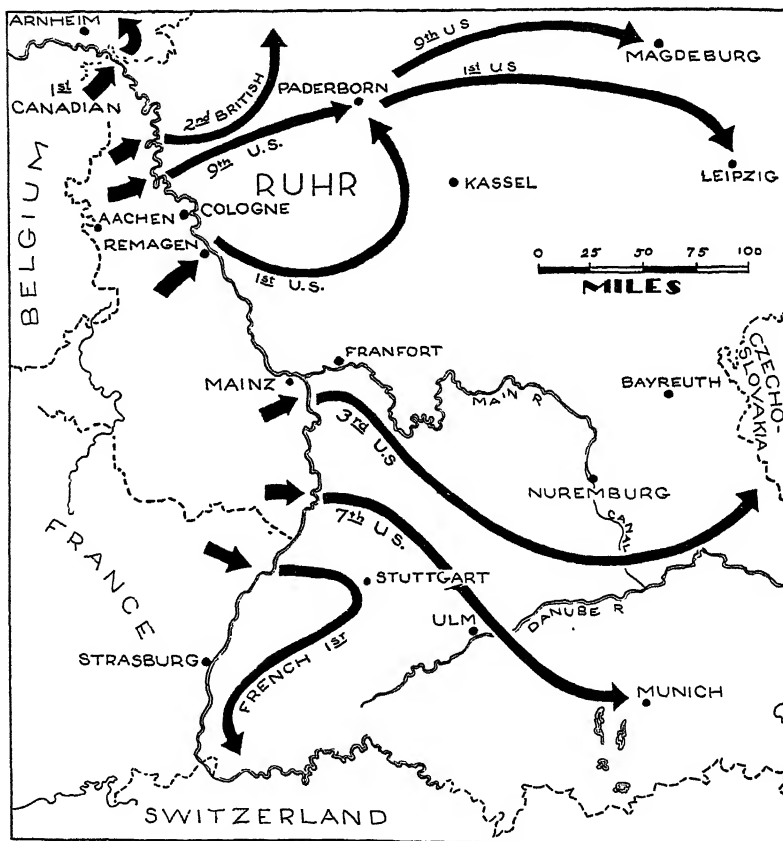 ARNHEIM
1st
CANADIAN
2nd BRITISH
9th U.S.
PADERBORN
9th U.S
1st U.S
MAGDEBURG
LEIPZIG
RUHR
KASSEL
BELGIUM
AACHEN
COLOGNE
REMAGEN
1st U.S.
0 25 50 75 100
MILES
FRANFORT
MAINZ
MAIN R
BAYREUTH
CZECHO-
SLOVAKIA
3rd U.S
NUREMBURG
CANAL
7th U.S.
FRANCE
STUTTGART
ULM
DANUBE R
STRASBURG
FRENCH 1st
MUNICH
SWITZERLAND